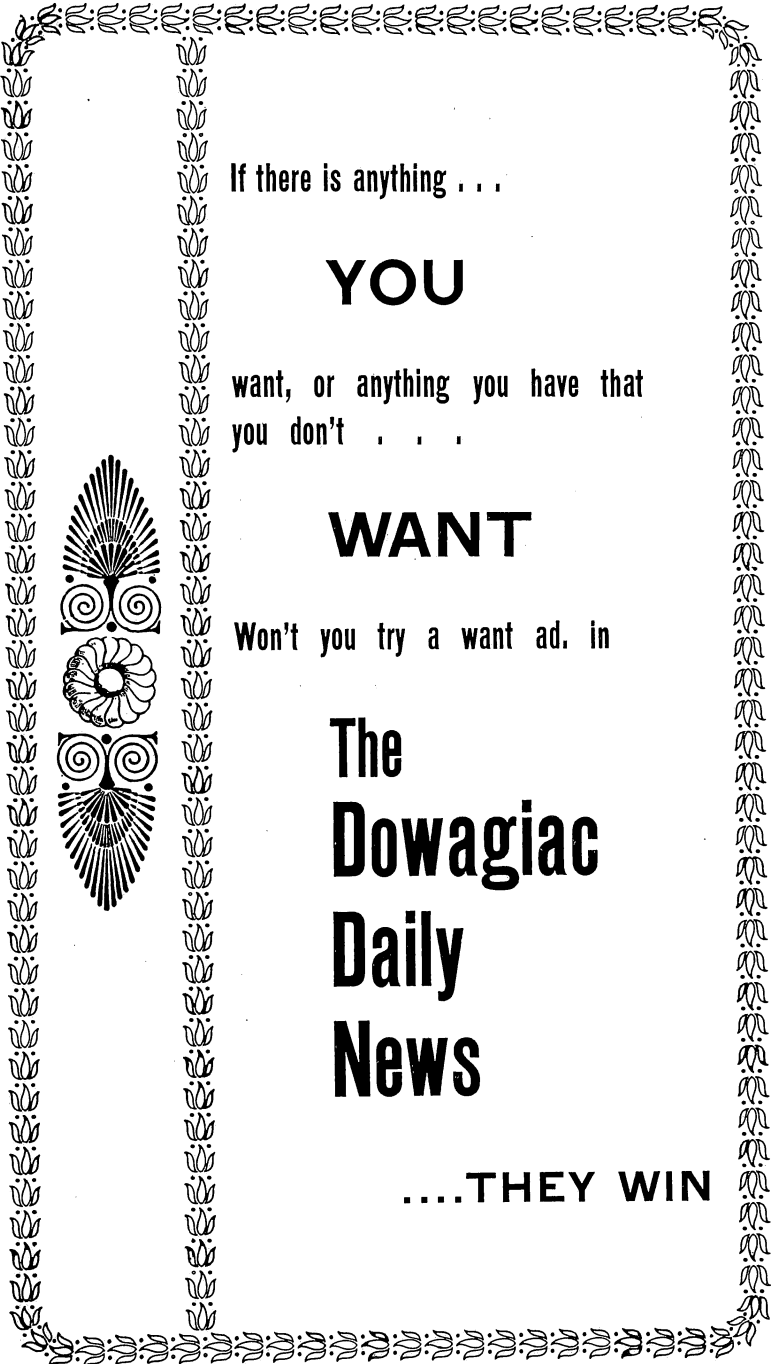 If there is anything . . .
YOU
want, or anything you have that
you don't . . .
WANT
Won't you try a want ad. in
The
Dowagiac
Daily
News
....THEY WIN